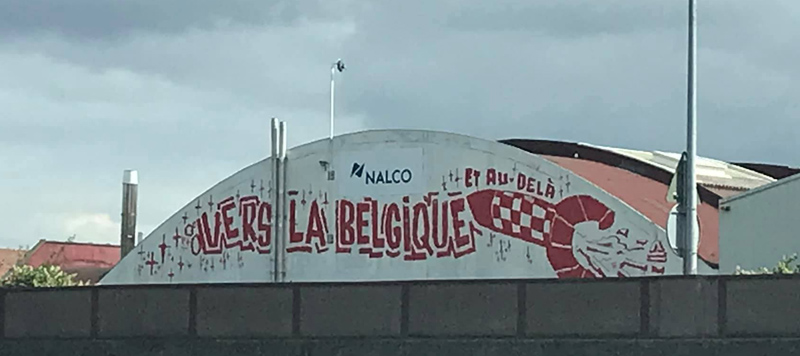 NALCO
VERS LA BELGIQUE
ET AU-DELÀ